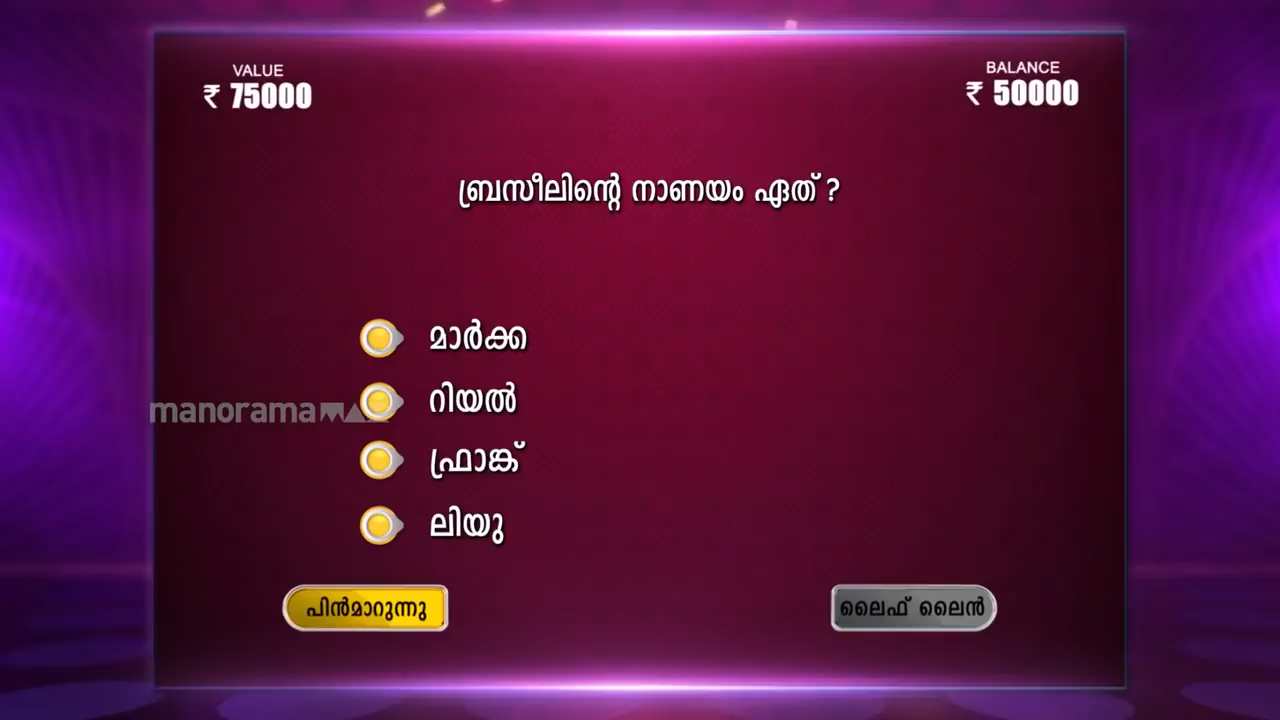 VALUE
₹ 75000
BALANCE
₹ 50000
ബ്രസീലിന്റെ നാണയം ഏത് ?
മാർക്ക
റിയൽ
manorama
ഫ്രാങ്ക്
ലിയു
പിൻമാറുന്നു
ലൈഫ് ലൈൻ